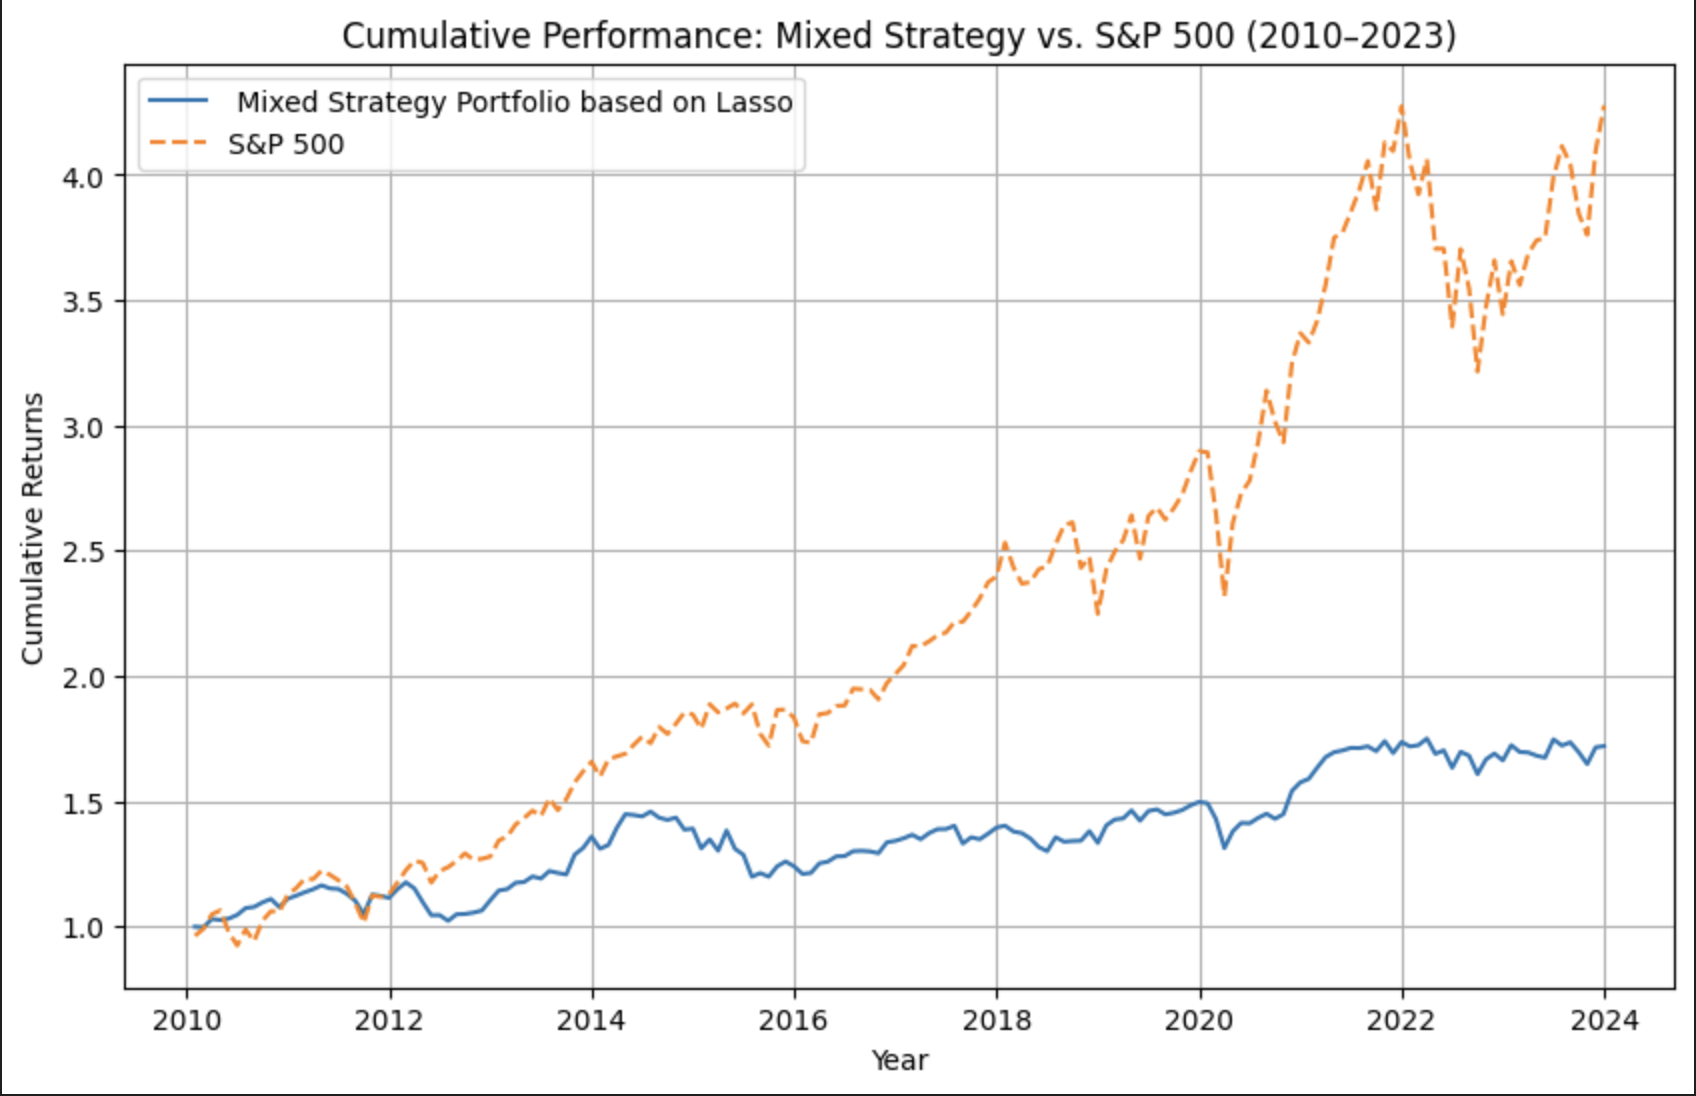 Cumulative Performance: Mixed Strategy vs. S&P 500 (2010–2023)
Mixed Strategy Portfolio based on Lasso
S&P 500
Cumulative Returns
4.0
3.5
3.0
2.5
2.0
1.5
1.0
2010 2012 2014 2016 2018 2020 2022 2024
Year